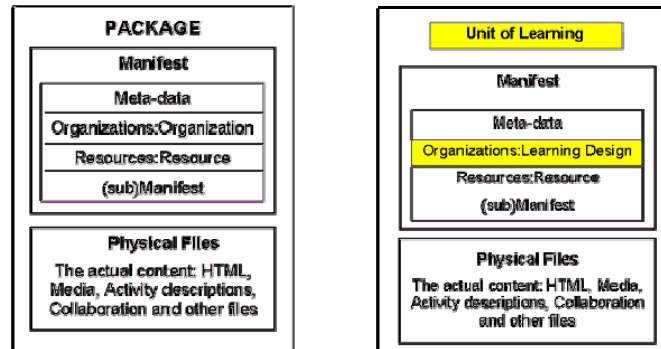 PACKAGE
Manifest
Meta-data
Organizations:Organization
Resources:Resource
(sub)Manifest
Physical Files
The actual content: HTML,
Media, Activity descriptions,
Collaboration and other files
Unit of Learning
Manifest
Meta-data
Organizations:Learning Design
Resources:Resource
(sub)Manifest
Physical Files
The actual content: HTML, Media,
Activity descriptions, Collaboration
and other files